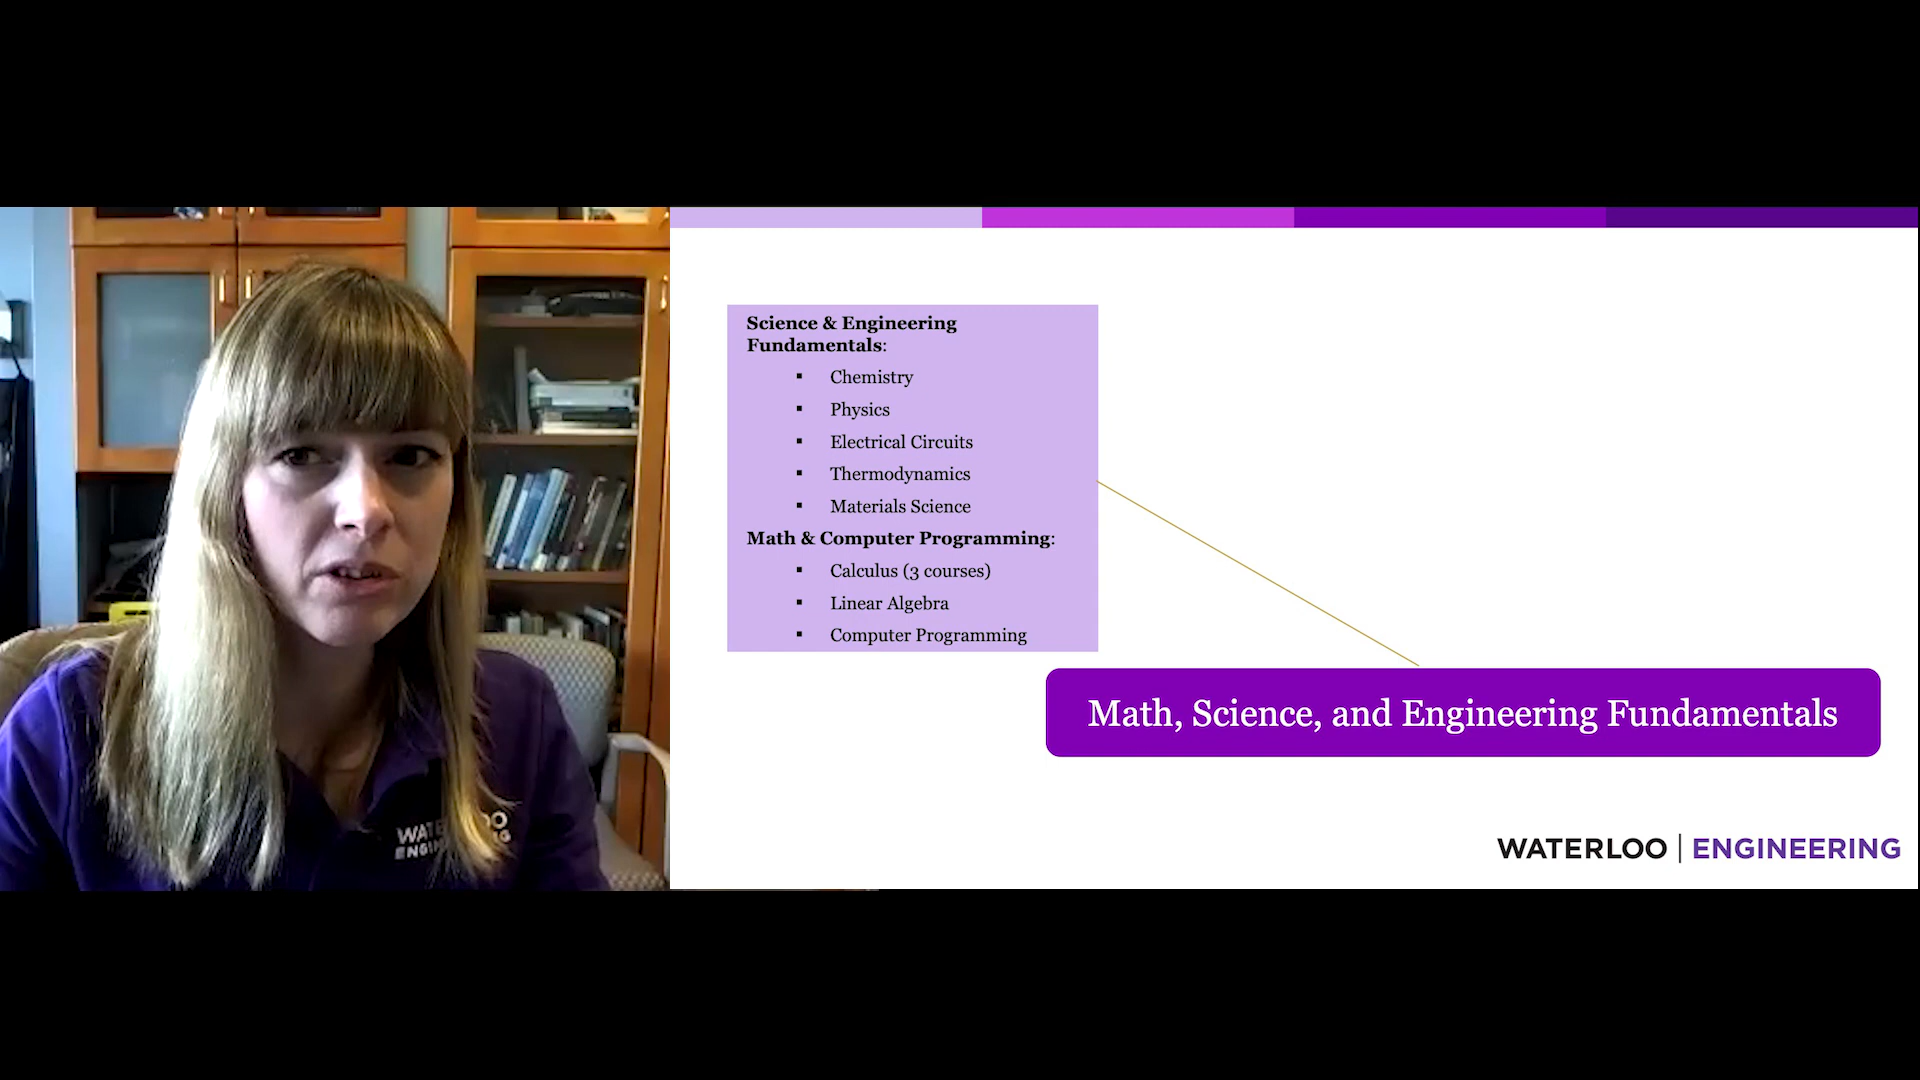 Science & Engineering
Fundamentals:
▪ Chemistry
▪ Physics
▪ Electrical Circuits
▪ Thermodynamics
▪ Materials Science
Math & Computer Programming:
▪ Calculus (3 courses)
▪ Linear Algebra
▪ Computer Programming
Math, Science, and Engineering Fundamentals
WATERLOO | ENGINEERING